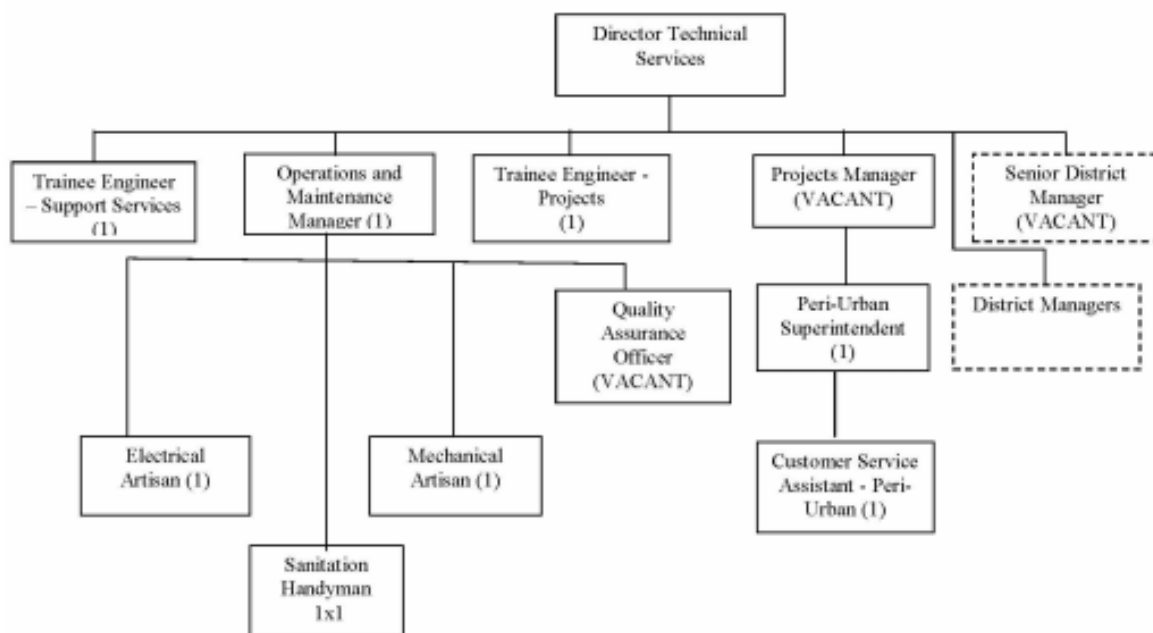 Director Technical
Services
Trainee Engineer
– Support Services
(1)
Operations and
Maintenance
Manager (1)
Trainee Engineer -
Projects
(1)
Projects Manager
(VACANT)
Senior District
Manager
(VACANT)
Quality
Assurance
Officer
(VACANT)
Peri-Urban
Superintendent
(1)
District Managers
Electrical
Artisan (1)
Mechanical
Artisan (1)
Customer Service
Assistant - Peri-
Urban (1)
Sanitation
Handyman
1x1